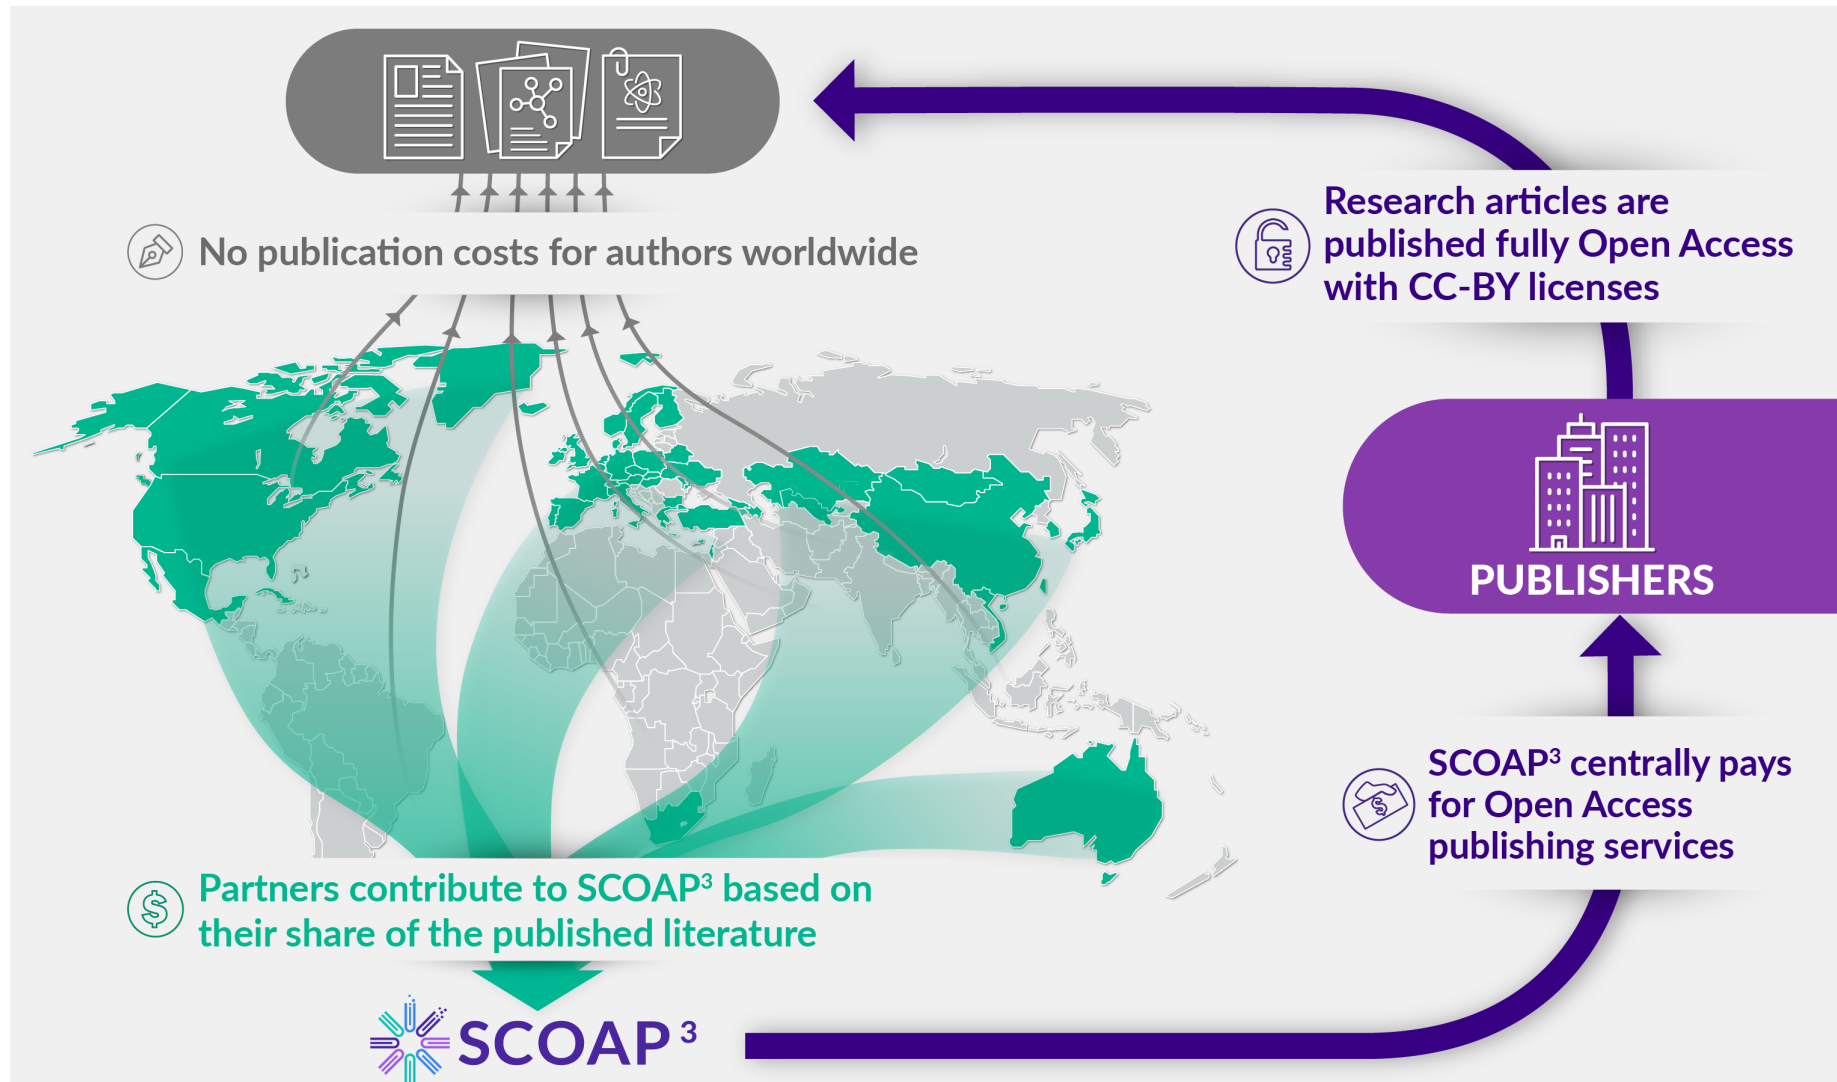 No publication costs for authors worldwide
Research articles are
published fully Open Access
with CC-BY licenses
PUBLISHERS
SCOAP³ centrally pays
for Open Access
publishing services
$
$
Partners contribute to SCOAP³ based on
their share of the published literature
SCOAP³